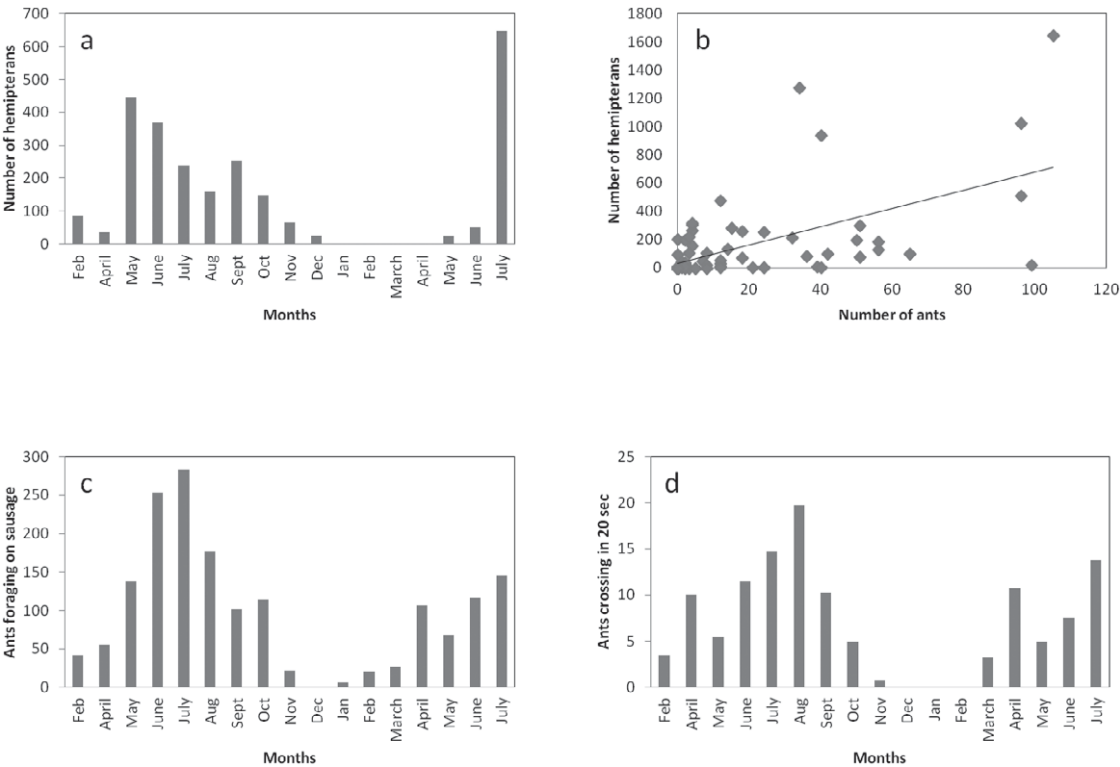 a
Number of hemipterans
700
600
500
400
300
200
100
0
Feb
April
May
June
July
Aug
Sept
Oct
Nov
Dec
Jan
Feb
March
April
May
June
July
Months
b
Number of hemipterans
1800
1600
1400
1200
1000
800
600
400
200
0
0 20 40 60 80 100 120
Number of ants
c
Ants foraging on sausage
300
250
200
150
100
50
0
Feb
April
May
June
July
Aug
Sept
Oct
Nov
Dec
Jan
Feb
March
April
May
June
July
Months
d
Ants crossing in 20 sec
25
20
15
10
5
0
Feb
April
May
June
July
Aug
Sept
Oct
Nov
Dec
Jan
Feb
March
April
May
June
July
Months